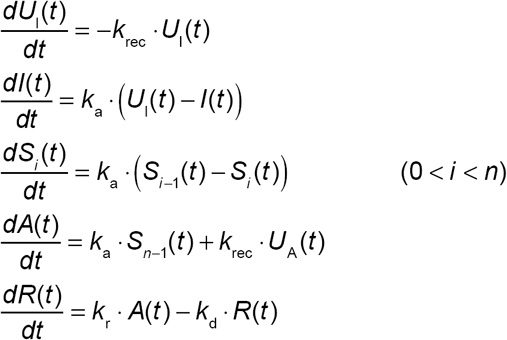 dU_I(t)/dt = −k_rec · U_I(t)
dI(t)/dt = k_a · (U_I(t) − I(t))
dS_i(t)/dt = k_a · (S_{i−1}(t) − S_i(t)) (0 < i < n)
dA(t)/dt = k_a · S_{n−1}(t) + k_rec · U_A(t)
dR(t)/dt = k_r · A(t) − k_d · R(t)